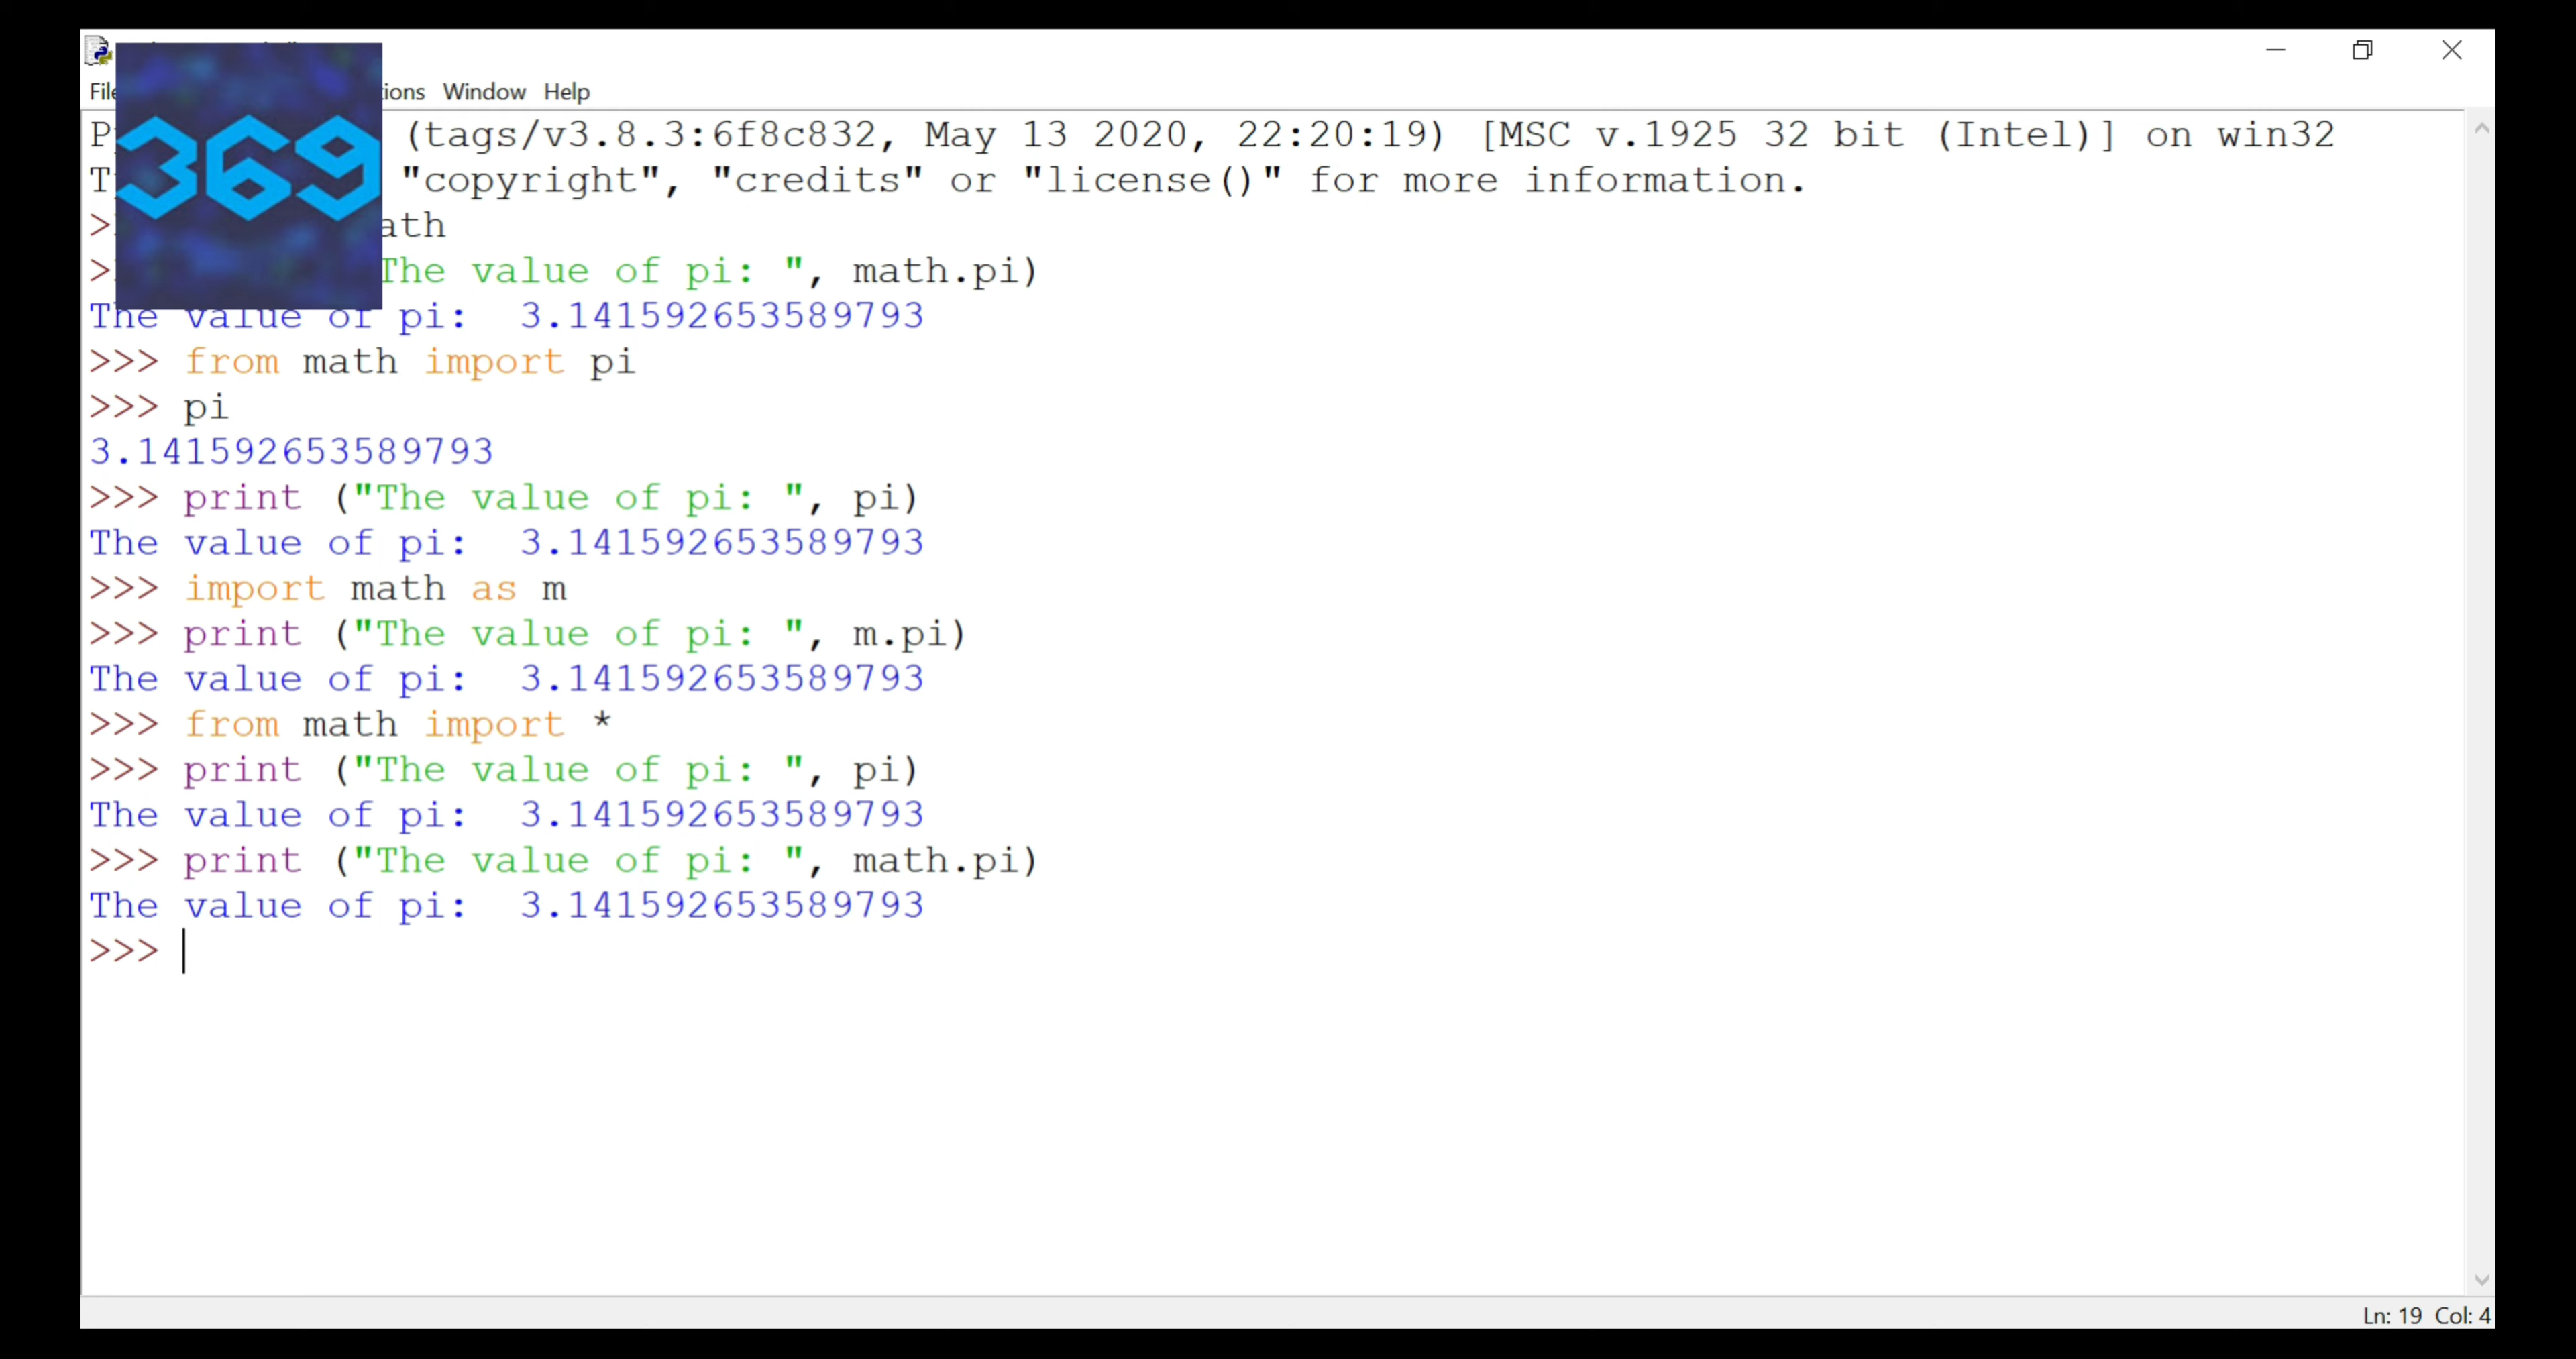 File tions Window Help
369
(tags/v3.8.3:6f8c832, May 13 2020, 22:20:19) [MSC v.1925 32 bit (Intel)] on win32
"copyright", "credits" or "license()" for more information.
> ath
> The value of pi: ", math.pi)
The value of pi:  3.141592653589793
>>> from math import pi
>>> pi
3.141592653589793
>>> print ("The value of pi: ", pi)
The value of pi:  3.141592653589793
>>> import math as m
>>> print ("The value of pi: ", m.pi)
The value of pi:  3.141592653589793
>>> from math import *
>>> print ("The value of pi: ", pi)
The value of pi:  3.141592653589793
>>> print ("The value of pi: ", math.pi)
The value of pi:  3.141592653589793
>>>
Ln: 19 Col: 4